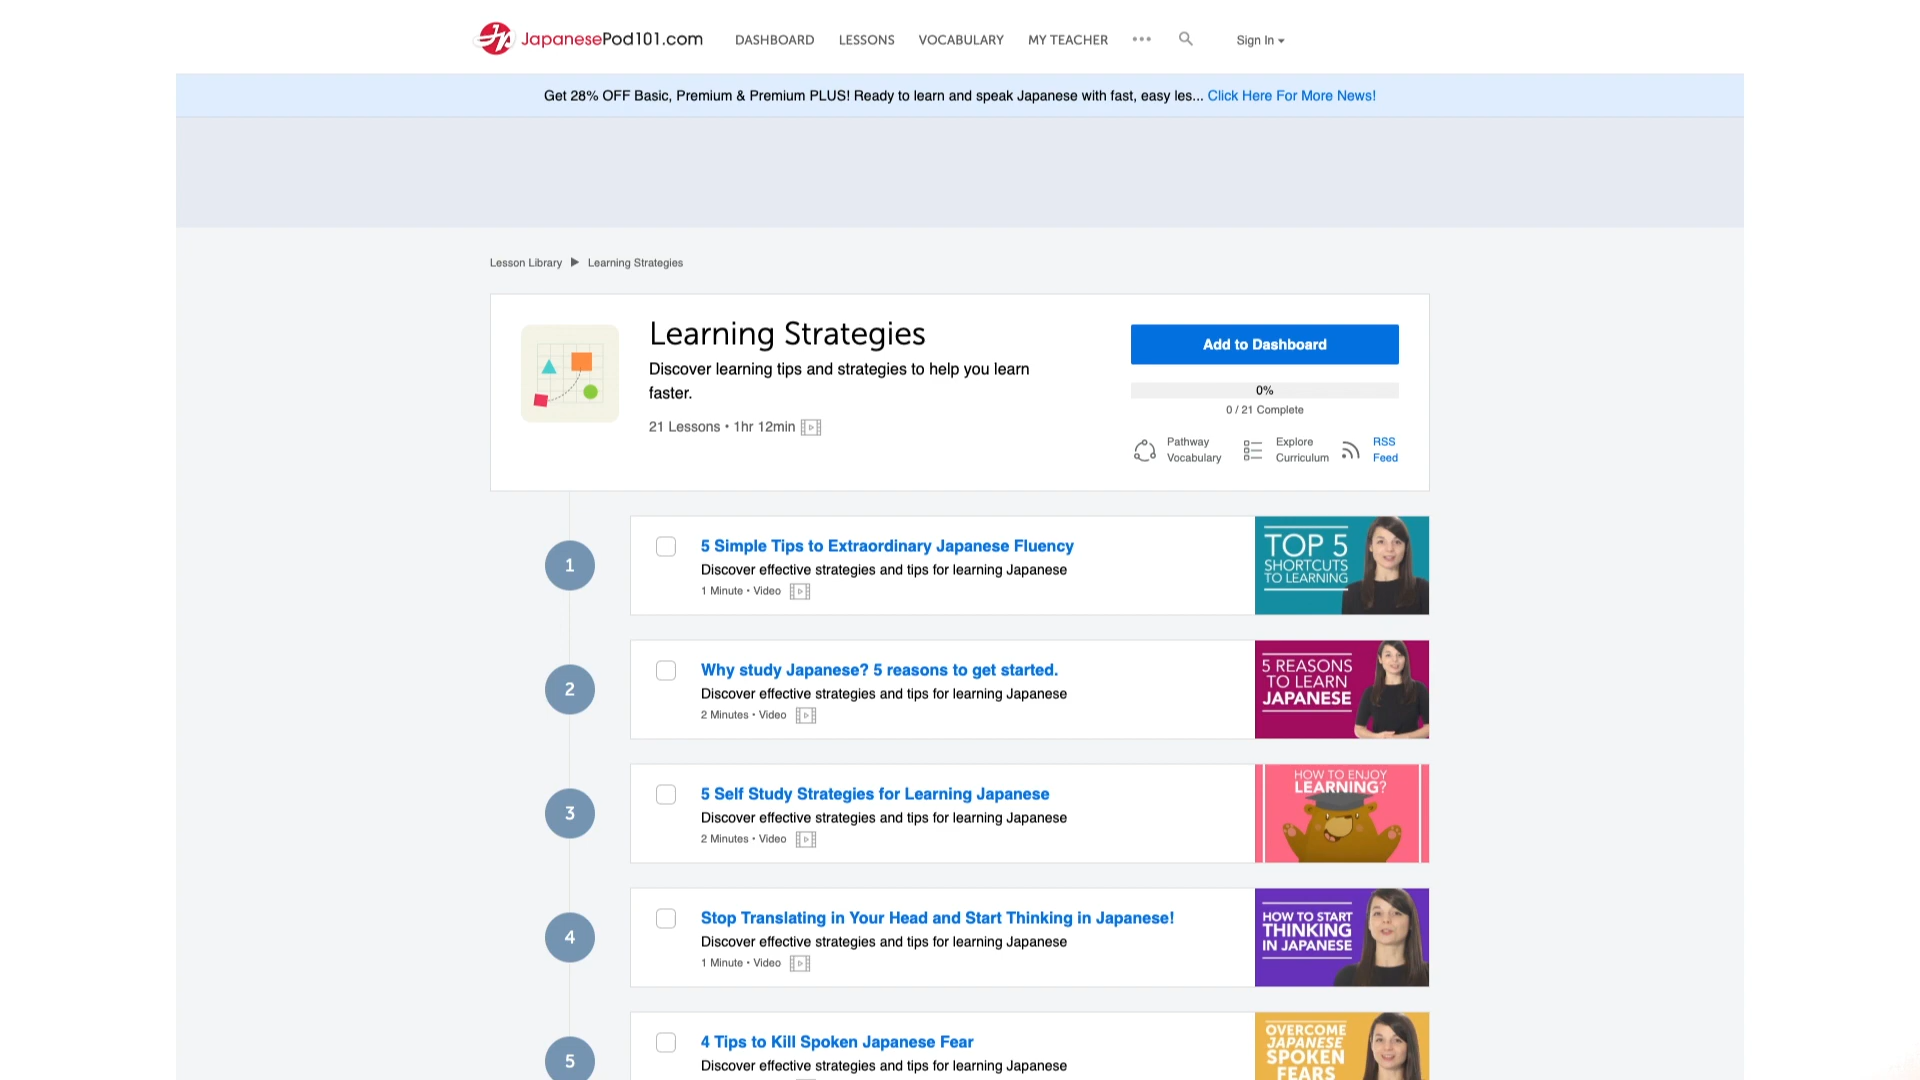 JapanesePod101.com DASHBOARD LESSONS VOCABULARY MY TEACHER Sign In
Get 28% OFF Basic, Premium & Premium PLUS! Ready to learn and speak Japanese with fast, easy les... Click Here For More News!
Lesson Library Learning Strategies
Learning Strategies
Discover learning tips and strategies to help you learn
faster.
21 Lessons • 1hr 12min
Add to Dashboard
0%
0 / 21 Complete
Pathway
Vocabulary
Explore
Curriculum
RSS
Feed
1
5 Simple Tips to Extraordinary Japanese Fluency
Discover effective strategies and tips for learning Japanese
1 Minute • Video
TOP 5
SHORTCUTS
TO LEARNING
2
Why study Japanese? 5 reasons to get started.
Discover effective strategies and tips for learning Japanese
2 Minutes • Video
5 REASONS
TO LEARN
JAPANESE
3
5 Self Study Strategies for Learning Japanese
Discover effective strategies and tips for learning Japanese
2 Minutes • Video
HOW TO ENJOY
LEARNING?
4
Stop Translating in Your Head and Start Thinking in Japanese!
Discover effective strategies and tips for learning Japanese
1 Minute • Video
HOW TO START
THINKING
IN JAPANESE
5
4 Tips to Kill Spoken Japanese Fear
Discover effective strategies and tips for learning Japanese
OVERCOME
JAPANESE
SPOKEN
FEARS